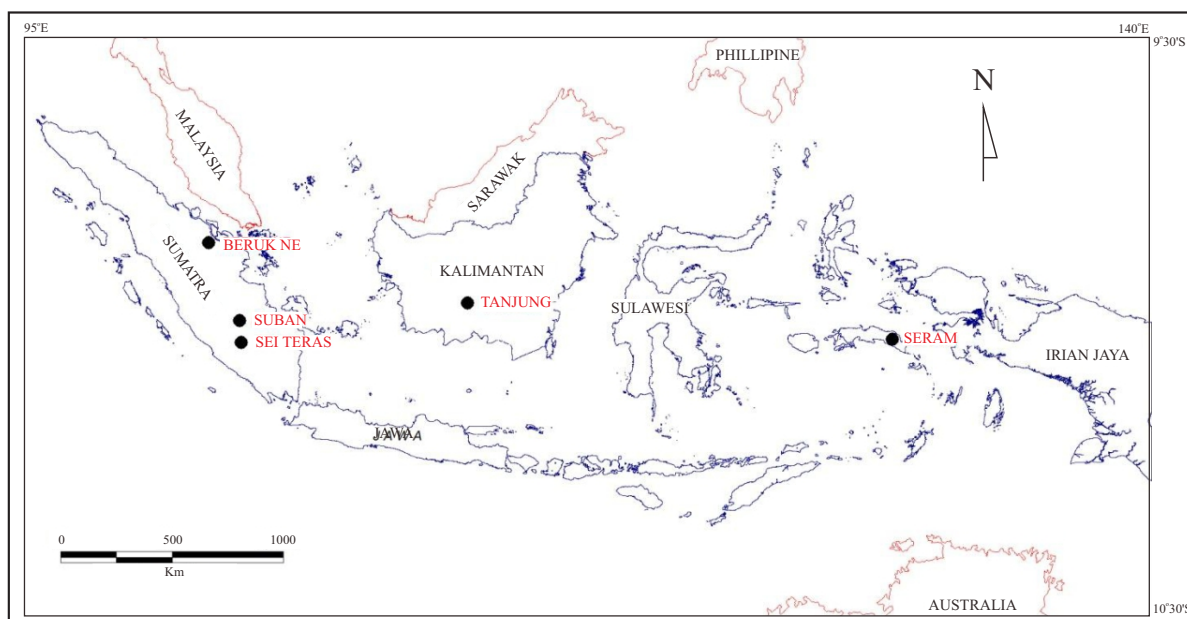 95°E
140°E
9°30'S
PHILLIPINE
N
MALAYSIA
SARAWAK
SUMATRA
BERUK NE
KALIMANTAN
TANJUNG
SULAWESI
SUBAN
SEI TERAS
SERAM
IRIAN JAYA
JAWA
0 500 1000
Km
AUSTRALIA
10°30'S